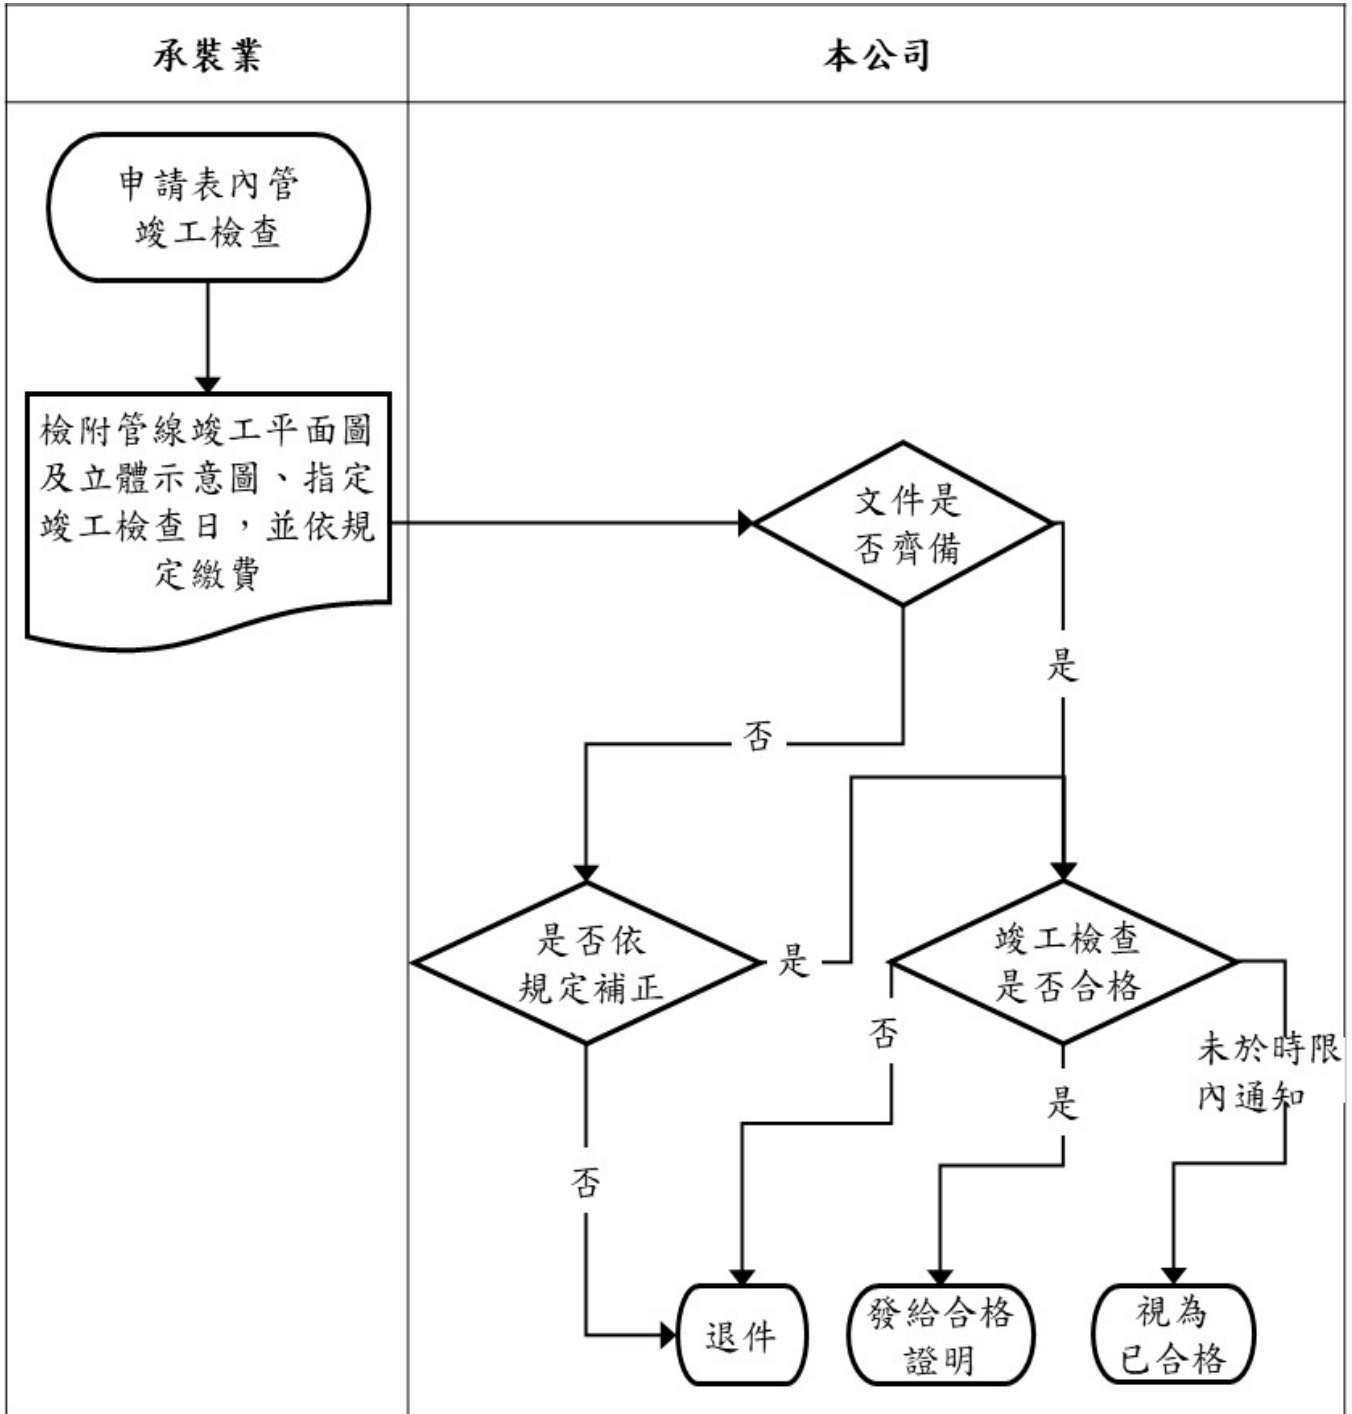 承裝業
本公司
申請表內管
竣工檢查
檢附管線竣工平面圖
及立體示意圖、指定
竣工檢查日，並依規
定繳費
文件是
否齊備
是
否
是否依
規定補正
是
竣工檢查
是否合格
否
是
未於時限
內通知
否
退件
發給合格
證明
視為
已合格